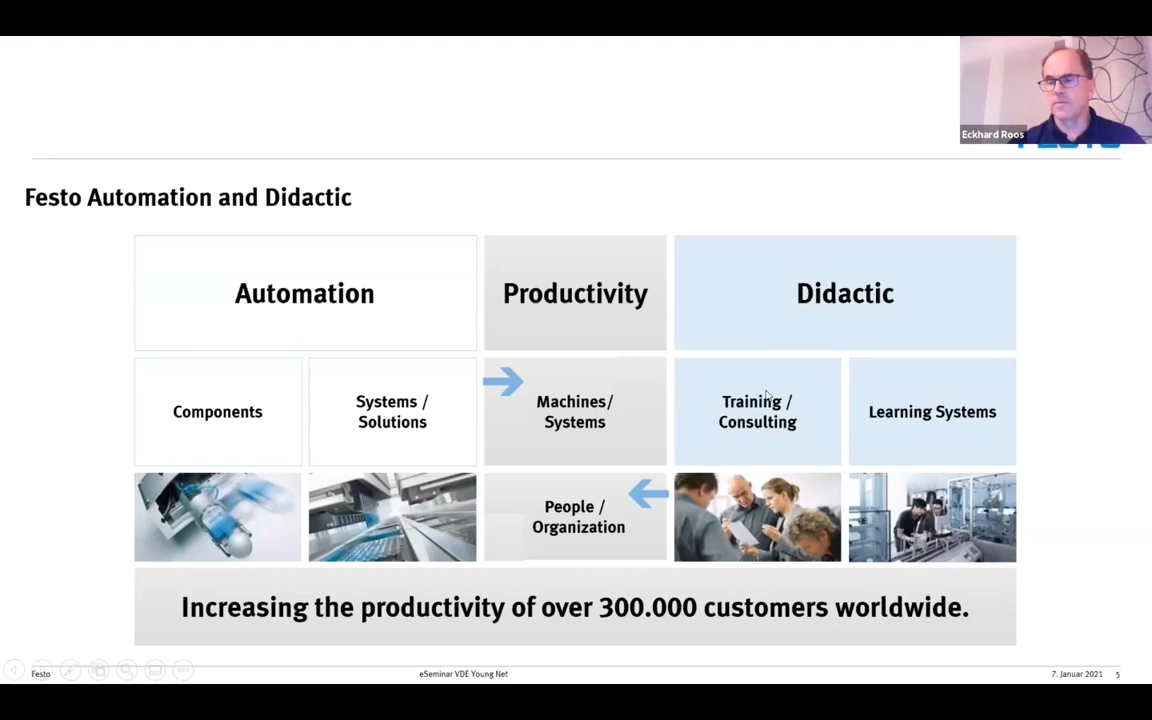 Eckhard Roos
Festo Automation and Didactic
Automation
Productivity
Didactic
Components
Systems /
Solutions
Machines/
Systems
Training /
Consulting
Learning Systems
People /
Organization
Increasing the productivity of over 300.000 customers worldwide.
Festo
eSeminar VDE Young Net
7. Januar 2021
5